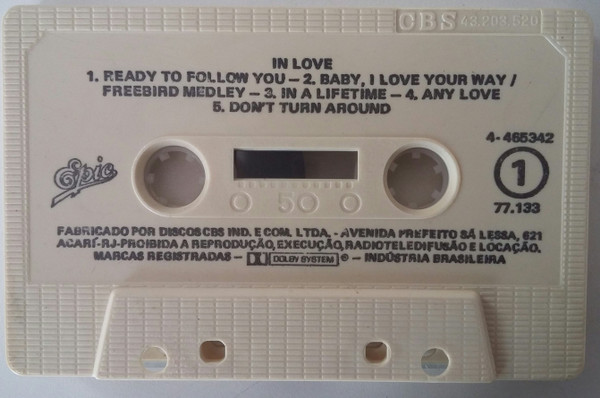 CBS 43.208.520
IN LOVE
1. READY TO FOLLOW YOU – 2. BABY, I LOVE YOUR WAY /
FREEBIRD MEDLEY – 3. IN A LIFETIME – 4. ANY LOVE
5. DON'T TURN AROUND
Epic
4-465342
1
77.133
50
FABRICADO POR DISCOS CBS IND. E COM. LTDA. - AVENIDA PREFEITO SÁ LESSA, 621
ACARÍ-RJ-PROIBIDA A REPRODUÇÃO, EXECUÇÃO, RADIOTELEDIFUSÃO E LOCAÇÃO.
MARCAS REGISTRADAS – DOLBY SYSTEM ® – INDÚSTRIA BRASILEIRA